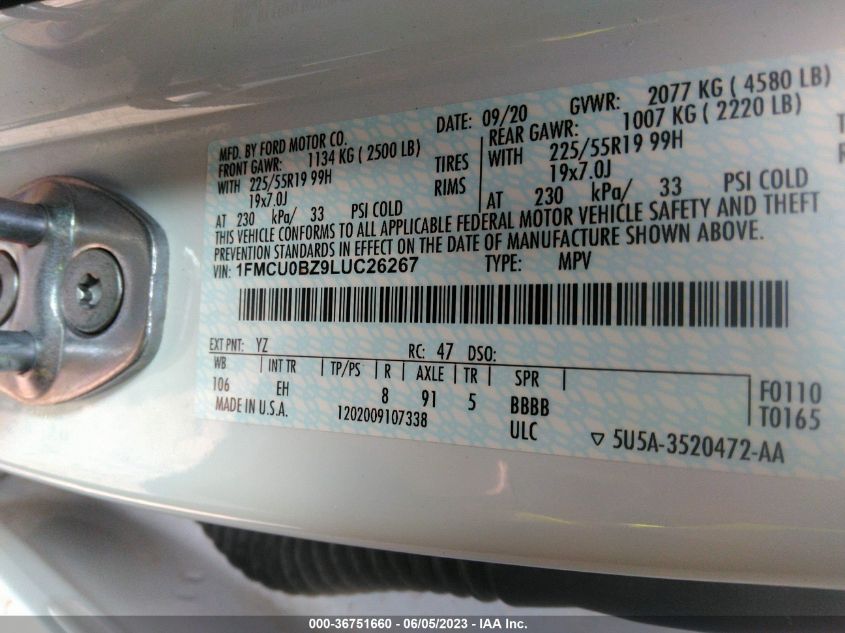 MFD. BY FORD MOTOR CO. DATE: 09/20 GVWR: 2077 KG ( 4580 LB)
FRONT GAWR: 1134 KG ( 2500 LB) REAR GAWR: 1007 KG ( 2220 LB)
WITH 225/55R19 99H TIRES WITH 225/55R19 99H
19x7.0J RIMS 19x7.0J
AT 230 kPa/ 33 PSI COLD AT 230 kPa/ 33 PSI COLD
THIS VEHICLE CONFORMS TO ALL APPLICABLE FEDERAL MOTOR VEHICLE SAFETY AND THEFT
PREVENTION STANDARDS IN EFFECT ON THE DATE OF MANUFACTURE SHOWN ABOVE.
VIN: 1FMCU0BZ9LUC26267 TYPE: MPV
EXT PNT: YZ RC: 47 DSO:
WB INT TR TP/PS R AXLE TR SPR
106 EH 8 91 5 BBBB F0110
MADE IN U.S.A. 1202009107338 ULC T0165
5U5A-3520472-AA
000-36751660 - 06/05/2023 - IAA Inc.